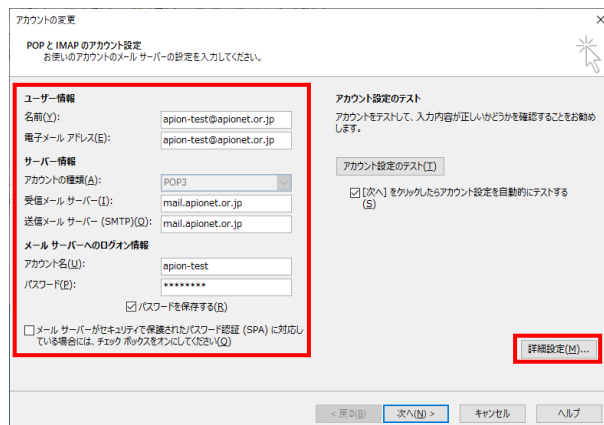 アカウントの変更
POP と IMAP のアカウント設定
お使いのアカウントのメール サーバーの設定を入力してください。
ユーザー情報
名前(Y):
apion-test@apionet.or.jp
電子メール アドレス(E):
apion-test@apionet.or.jp
サーバー情報
アカウントの種類(A):
POP3
受信メール サーバー(I):
mail.apionet.or.jp
送信メール サーバー (SMTP)(O):
mail.apionet.or.jp
メール サーバーへのログオン情報
アカウント名(U):
apion-test
パスワード(P):
********
パスワードを保存する(R)
メール サーバーがセキュリティで保護されたパスワード認証 (SPA) に対応し
ている場合には、チェック ボックスをオンにしてください(Q)
アカウント設定のテスト
アカウントをテストして、入力内容が正しいかどうかを確認することをお勧め
します。
アカウント設定のテスト(T)
[次へ] をクリックしたらアカウント設定を自動的にテストする
(S)
詳細設定(M)...
< 戻る(B)
次へ(N) >
キャンセル
ヘルプ